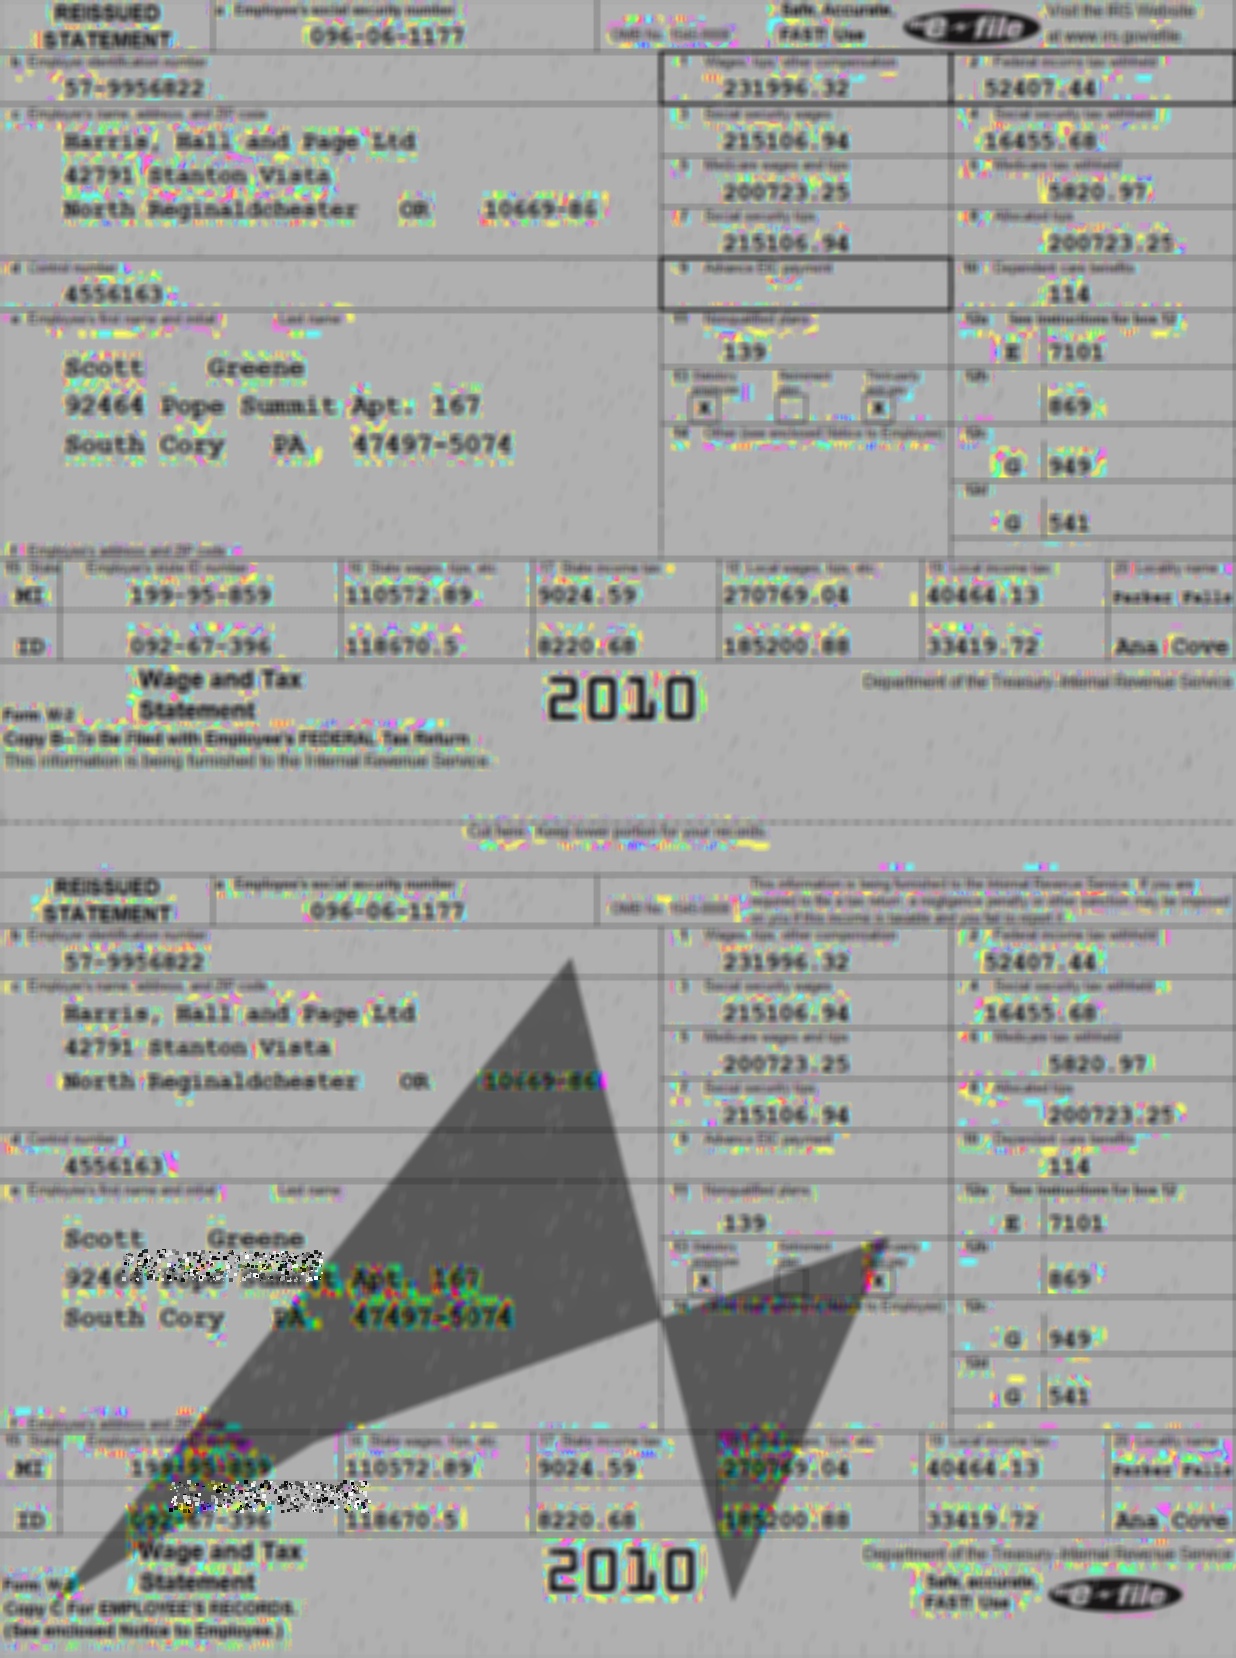 REISSUED STATEMENT
a Employee's social security number
096-06-1177
OMB No. 1545-0008
Safe, Accurate, FAST! Use
e-file
Visit the IRS Website at www.irs.gov/efile.
b Employer identification number
57-9956822
1 Wages, tips, other compensation
231996.32
2 Federal income tax withheld
52407.44
c Employer's name, address, and ZIP code
Harris, Hall and Page Ltd
42791 Stanton Vista
North Reginaldchester OR 10669-86
3 Social security wages
215106.94
4 Social security tax withheld
16455.68
5 Medicare wages and tips
200723.25
6 Medicare tax withheld
5820.97
7 Social security tips
215106.94
8 Allocated tips
200723.25
d Control number
4556163
9 Advance EIC payment
10 Dependent care benefits
114
e Employee's first name and initial Last name
Scott Greene
92464 Pope Summit Apt. 167
South Cory PA 47497-5074
11 Nonqualified plans
139
12a See instructions for box 12
E 7101
13 Statutory employee Retirement plan Third-party sick pay
X X
12b
869
14 Other (see enclosed Notice to Employee)
12c
G 949
12d
G 541
f Employee's address and ZIP code
15 State Employer's state ID number 16 State wages, tips, etc. 17 State income tax 18 Local wages, tips, etc. 19 Local income tax 20 Locality name
MI 199-95-859 110572.89 9024.59 270769.04 40464.13 Parker Falls
ID 092-67-396 118670.5 8220.68 185200.88 33419.72 Ana Cove
Wage and Tax
Form W-2 Statement
2010
Department of the Treasury-Internal Revenue Service
Copy B-To Be Filed with Employee's FEDERAL Tax Return
This information is being furnished to the Internal Revenue Service.
Cut here. Keep lower portion for your records.
REISSUED STATEMENT
a Employee's social security number
096-06-1177
OMB No. 1545-0008
This information is being furnished to the Internal Revenue Service. If you are
required to file a tax return, a negligence penalty or other sanction may be imposed
on you if this income is taxable and you fail to report it.
b Employer identification number
57-9956822
1 Wages, tips, other compensation
231996.32
2 Federal income tax withheld
52407.44
c Employer's name, address, and ZIP code
Harris, Hall and Page Ltd
42791 Stanton Vista
North Reginaldchester OR 10669-86
3 Social security wages
215106.94
4 Social security tax withheld
16455.68
5 Medicare wages and tips
200723.25
6 Medicare tax withheld
5820.97
7 Social security tips
215106.94
8 Allocated tips
200723.25
d Control number
4556163
9 Advance EIC payment
10 Dependent care benefits
114
e Employee's first name and initial Last name
Scott Greene
Apt. 167
South Cory PA 47497-5074
11 Nonqualified plans
139
12a See instructions for box 12
E 7101
13 Statutory employee Retirement plan Third-party sick pay
X X
12b
869
14 Other (see enclosed Notice to Employee)
12c
G 949
12d
G 541
f Employee's address and ZIP code
15 State Employer's state ID number 16 State wages, tips, etc. 17 State income tax 18 Local wages, tips, etc. 19 Local income tax 20 Locality name
MI 199-95-859 110572.89 9024.59 270769.04 40464.13 Parker Falls
ID 092-67-396 118670.5 8220.68 185200.88 33419.72 Ana Cove
Wage and Tax
Form W-2 Statement
2010
Department of the Treasury-Internal Revenue Service
Safe, accurate, FAST! Use
e-file
Copy C For EMPLOYEE'S RECORDS.
(See enclosed Notice to Employee.)